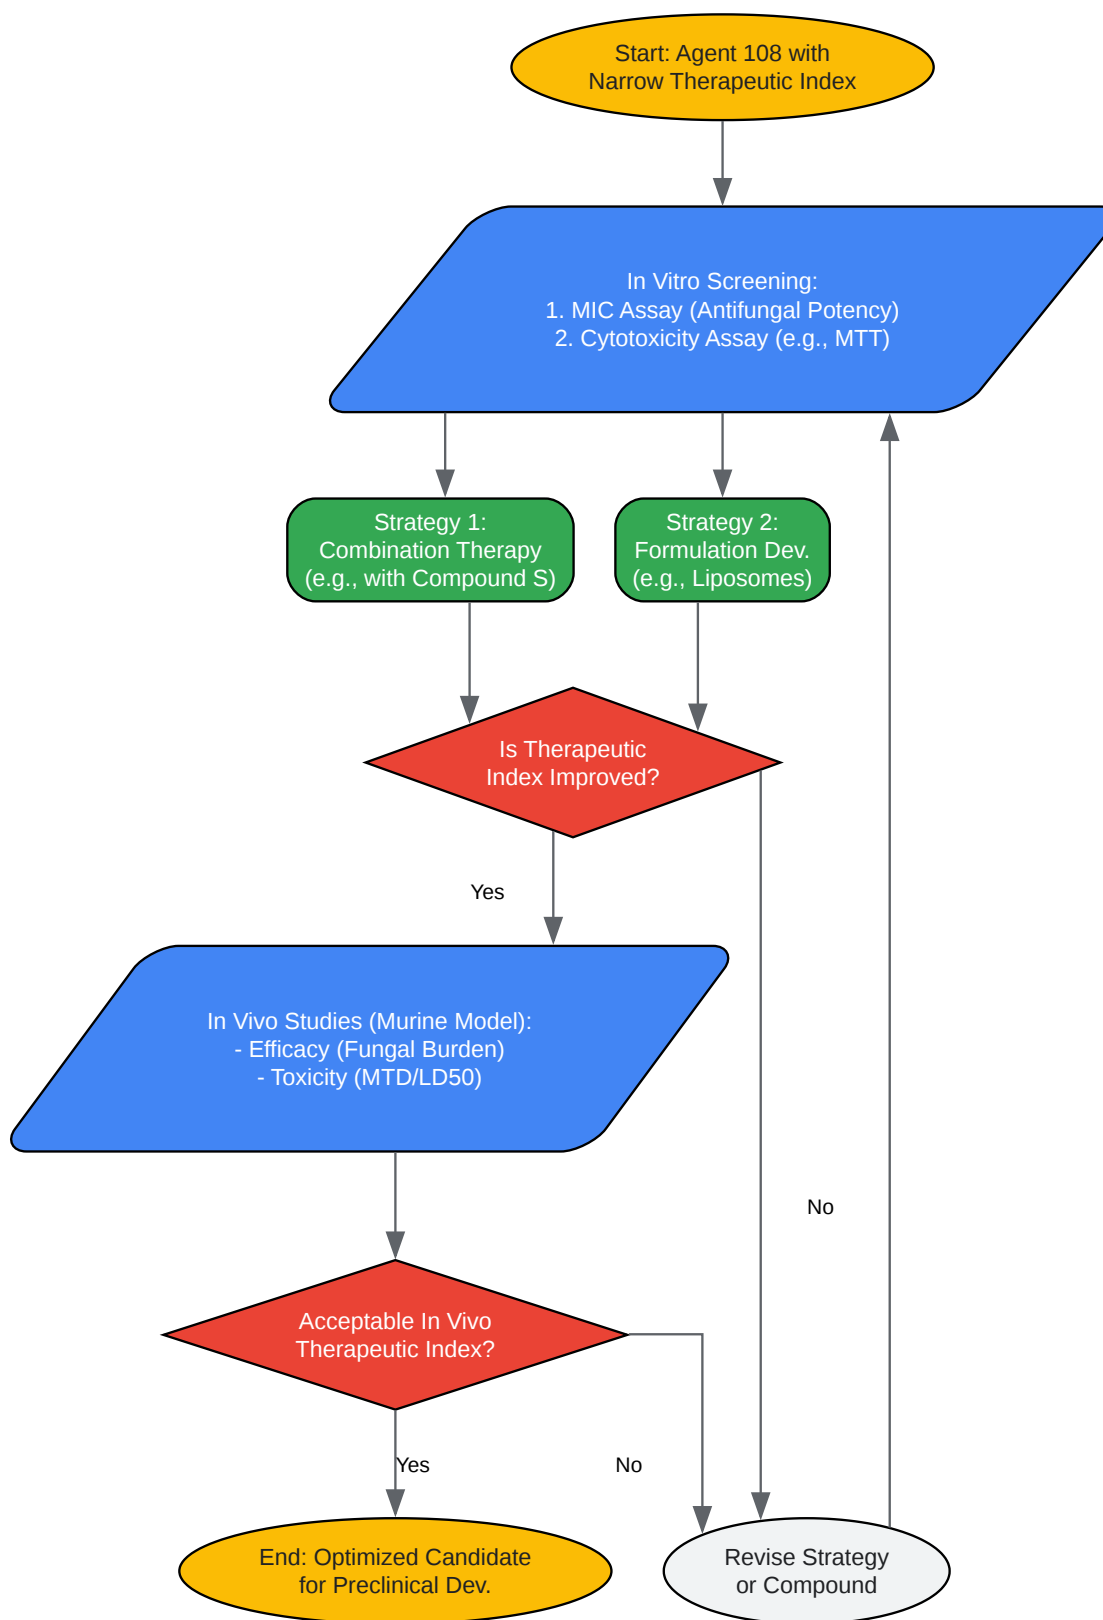 Start: Agent 108 with
Narrow Therapeutic Index
In Vitro Screening:
1. MIC Assay (Antifungal Potency)
2. Cytotoxicity Assay (e.g., MTT)
Strategy 1:
Combination Therapy
(e.g., with Compound S)
Strategy 2:
Formulation Dev.
(e.g., Liposomes)
Is Therapeutic
Index Improved?
Yes
In Vivo Studies (Murine Model):
- Efficacy (Fungal Burden)
- Toxicity (MTD/LD50)
No
Acceptable In Vivo
Therapeutic Index?
Yes
No
End: Optimized Candidate
for Preclinical Dev.
Revise Strategy
or Compound